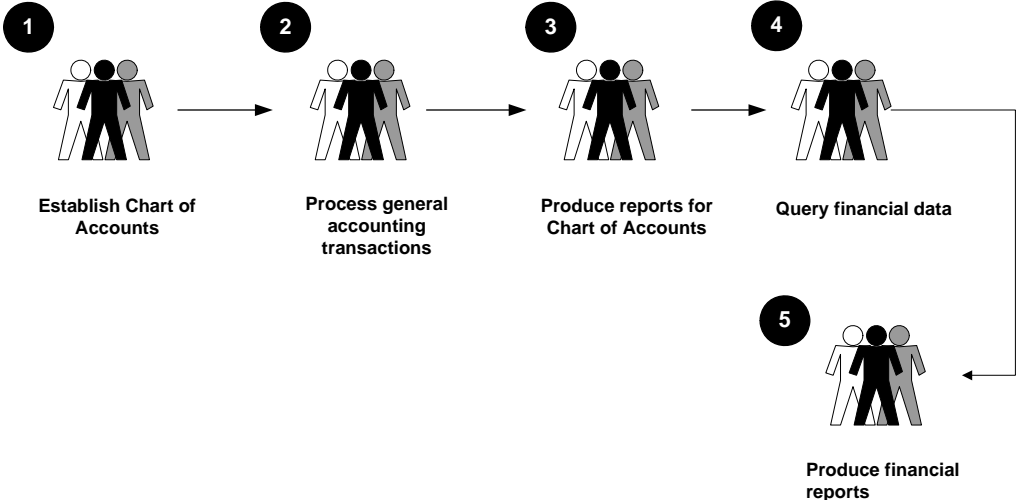 1
Establish Chart of
Accounts
2
Process general
accounting
transactions
3
Produce reports for
Chart of Accounts
4
Query financial data
5
Produce financial
reports